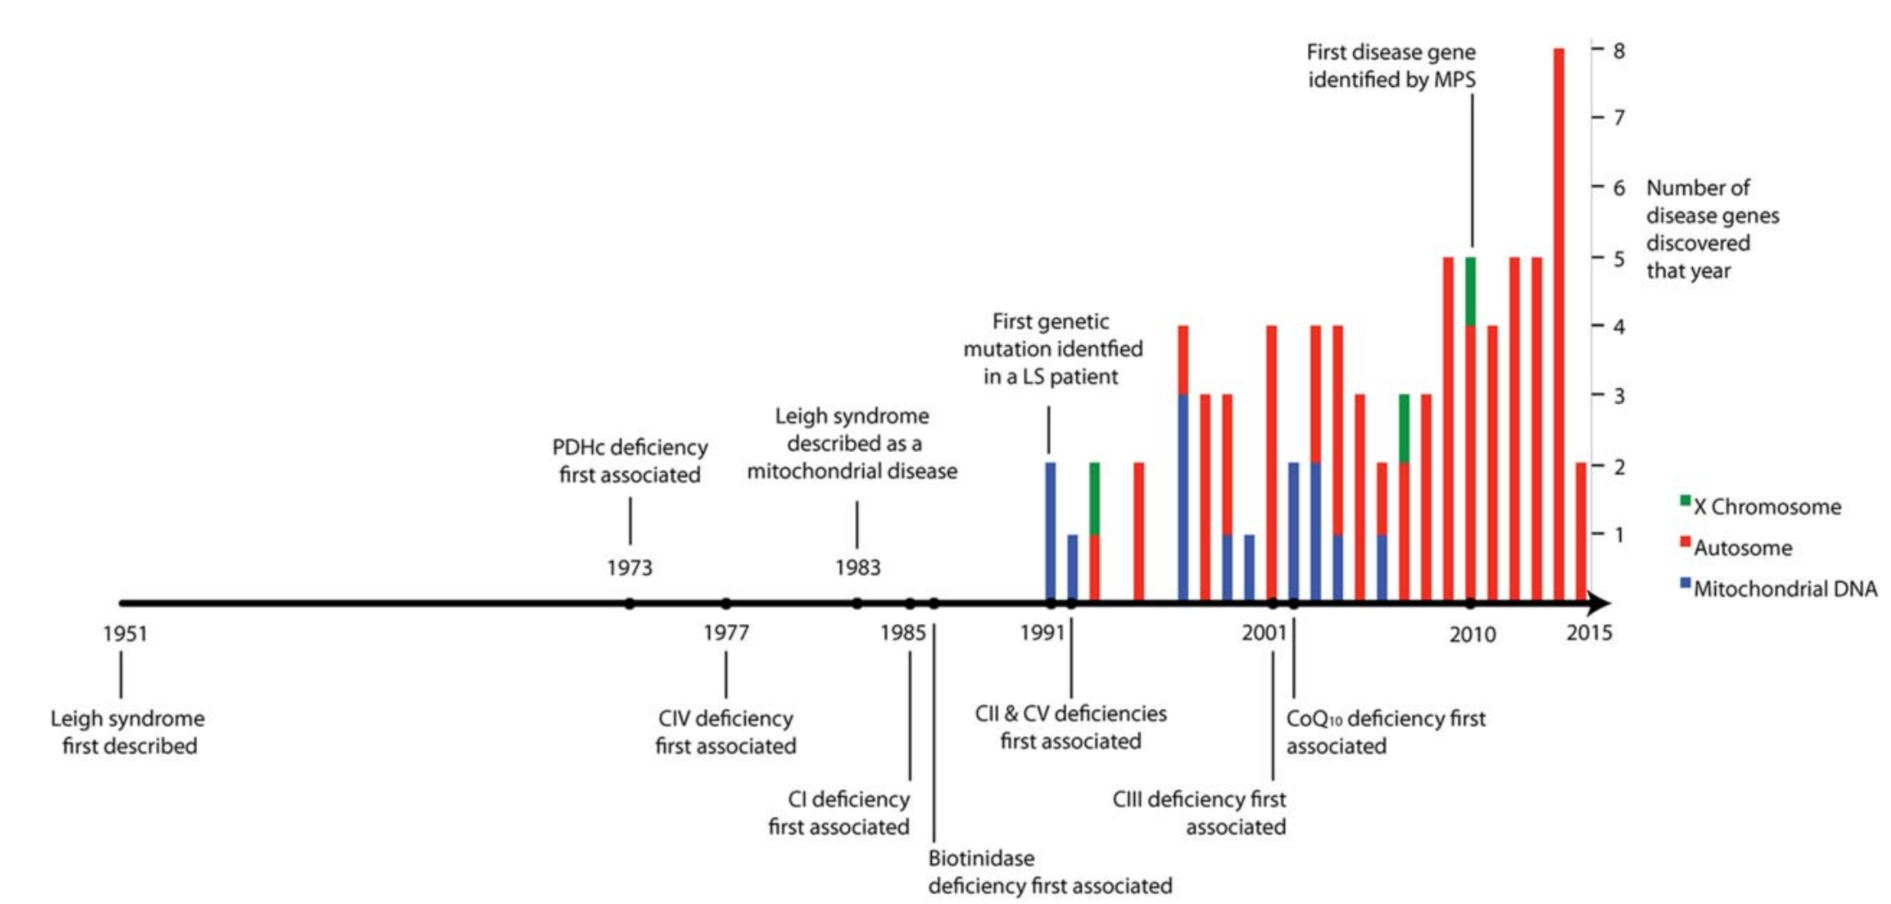 First disease gene
identified by MPS
8
7
6
5
4
3
2
1
Number of
disease genes
discovered
that year
First genetic
mutation identfied
in a LS patient
Leigh syndrome
described as a
mitochondrial disease
PDHc deficiency
first associated
1973
1983
X Chromosome
Autosome
Mitochondrial DNA
1951
1977
1985
1991
2001
2010
2015
Leigh syndrome
first described
CIV deficiency
first associated
CII & CV deficiencies
first associated
CoQ10 deficiency first
associated
CI deficiency
first associated
CIII deficiency first
associated
Biotinidase
deficiency first associated